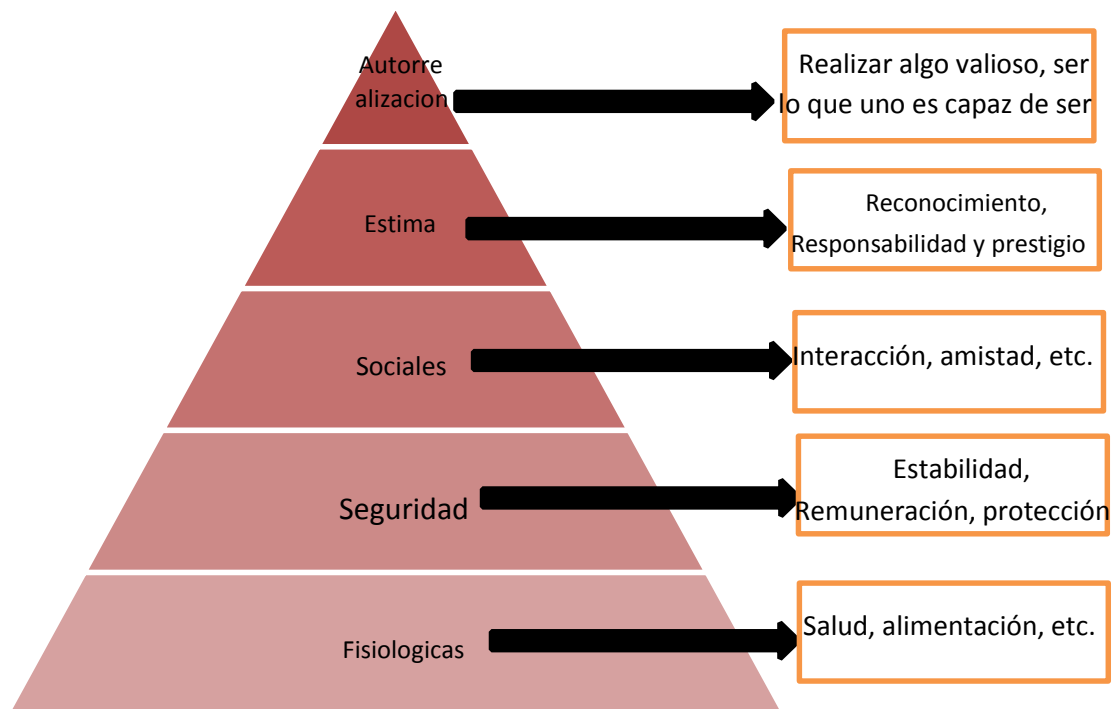 Autorre
alizacion
Realizar algo valioso, ser
lo que uno es capaz de ser
Estima
Reconocimiento,
Responsabilidad y prestigio
Sociales
Interacción, amistad, etc.
Seguridad
Estabilidad,
Remuneración, protección
Fisiologicas
Salud, alimentación, etc.